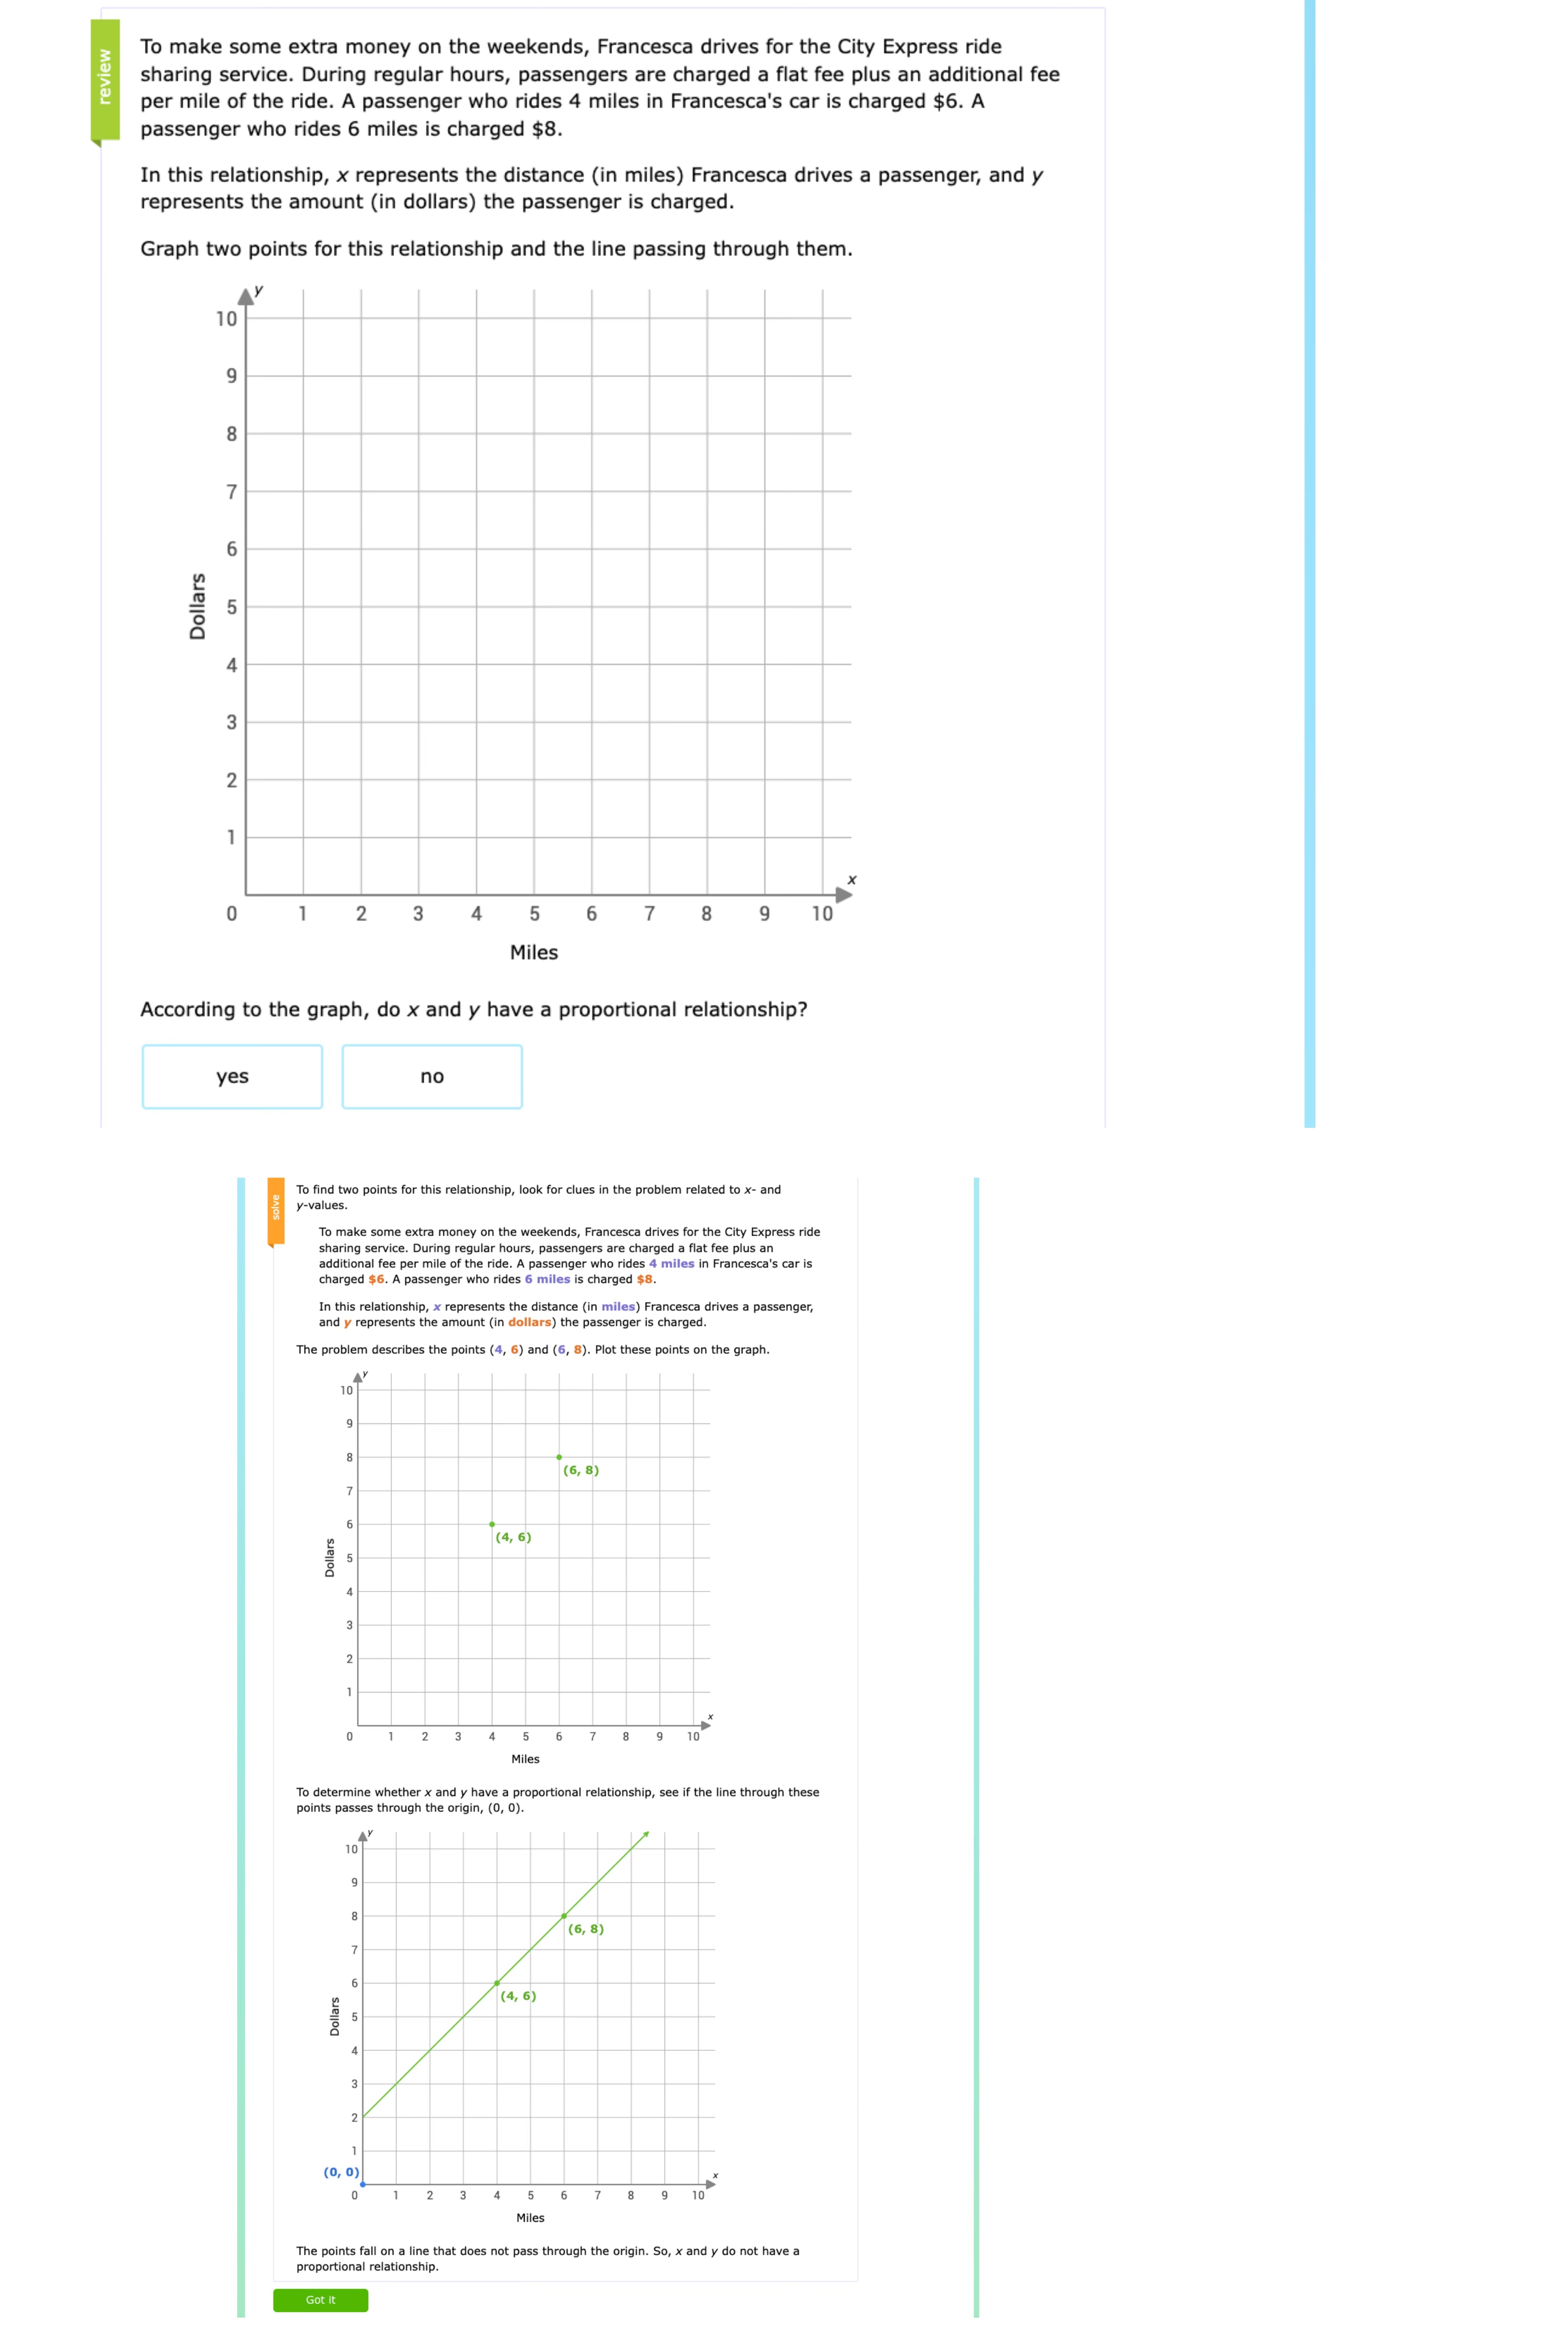 review
To make some extra money on the weekends, Francesca drives for the City Express ride
sharing service. During regular hours, passengers are charged a flat fee plus an additional fee
per mile of the ride. A passenger who rides 4 miles in Francesca's car is charged $6. A
passenger who rides 6 miles is charged $8.
In this relationship, x represents the distance (in miles) Francesca drives a passenger, and y
represents the amount (in dollars) the passenger is charged.
Graph two points for this relationship and the line passing through them.
y
10
9
8
7
6
5
4
3
2
1
Dollars
x
0 1 2 3 4 5 6 7 8 9 10
Miles
According to the graph, do x and y have a proportional relationship?
yes no
solve
To find two points for this relationship, look for clues in the problem related to x- and
y-values.
To make some extra money on the weekends, Francesca drives for the City Express ride
sharing service. During regular hours, passengers are charged a flat fee plus an
additional fee per mile of the ride. A passenger who rides 4 miles in Francesca's car is
charged $6. A passenger who rides 6 miles is charged $8.
In this relationship, x represents the distance (in miles) Francesca drives a passenger,
and y represents the amount (in dollars) the passenger is charged.
The problem describes the points (4, 6) and (6, 8). Plot these points on the graph.
y
10
9
8
(6, 8)
7
6
(4, 6)
Dollars
5
4
3
2
1
x
0 1 2 3 4 5 6 7 8 9 10
Miles
To determine whether x and y have a proportional relationship, see if the line through these
points passes through the origin, (0, 0).
y
10
9
8
(6, 8)
7
6
(4, 6)
Dollars
5
4
3
2
1
(0, 0)
x
0 1 2 3 4 5 6 7 8 9 10
Miles
The points fall on a line that does not pass through the origin. So, x and y do not have a
proportional relationship.
Got it